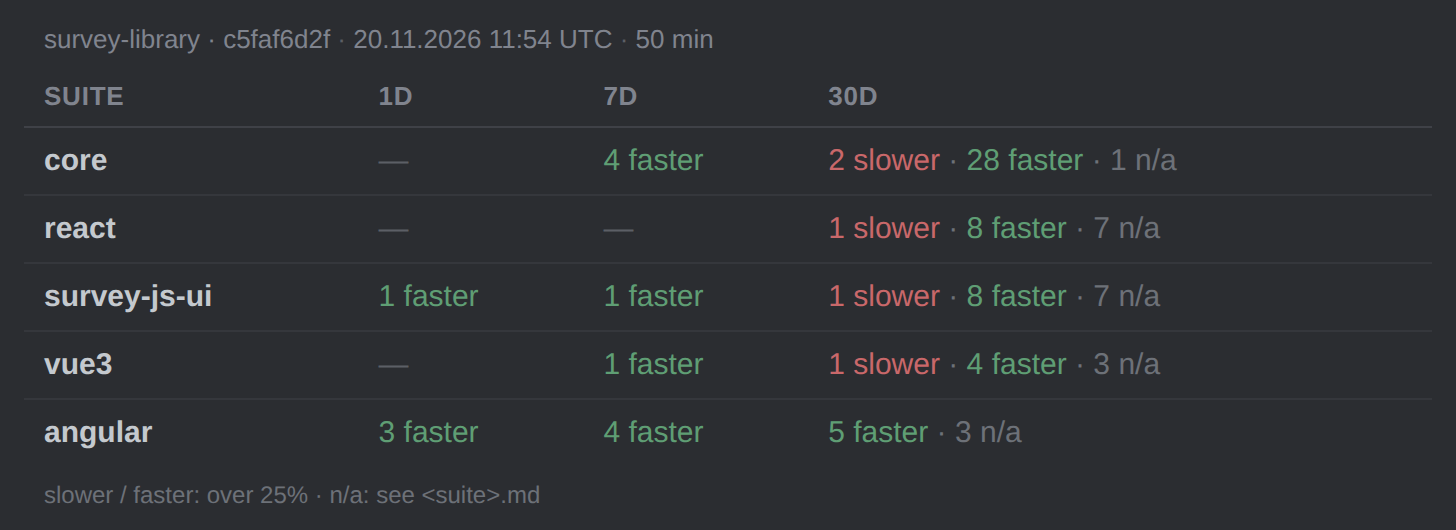 survey-library · c5faf6d2f · 20.11.2026 11:54 UTC · 50 min
SUITE 1D 7D 30D
core — 4 faster 2 slower · 28 faster · 1 n/a
react — — 1 slower · 8 faster · 7 n/a
survey-js-ui 1 faster 1 faster 1 slower · 8 faster · 7 n/a
vue3 — 1 faster 1 slower · 4 faster · 3 n/a
angular 3 faster 4 faster 5 faster · 3 n/a
slower / faster: over 25% · n/a: see <suite>.md